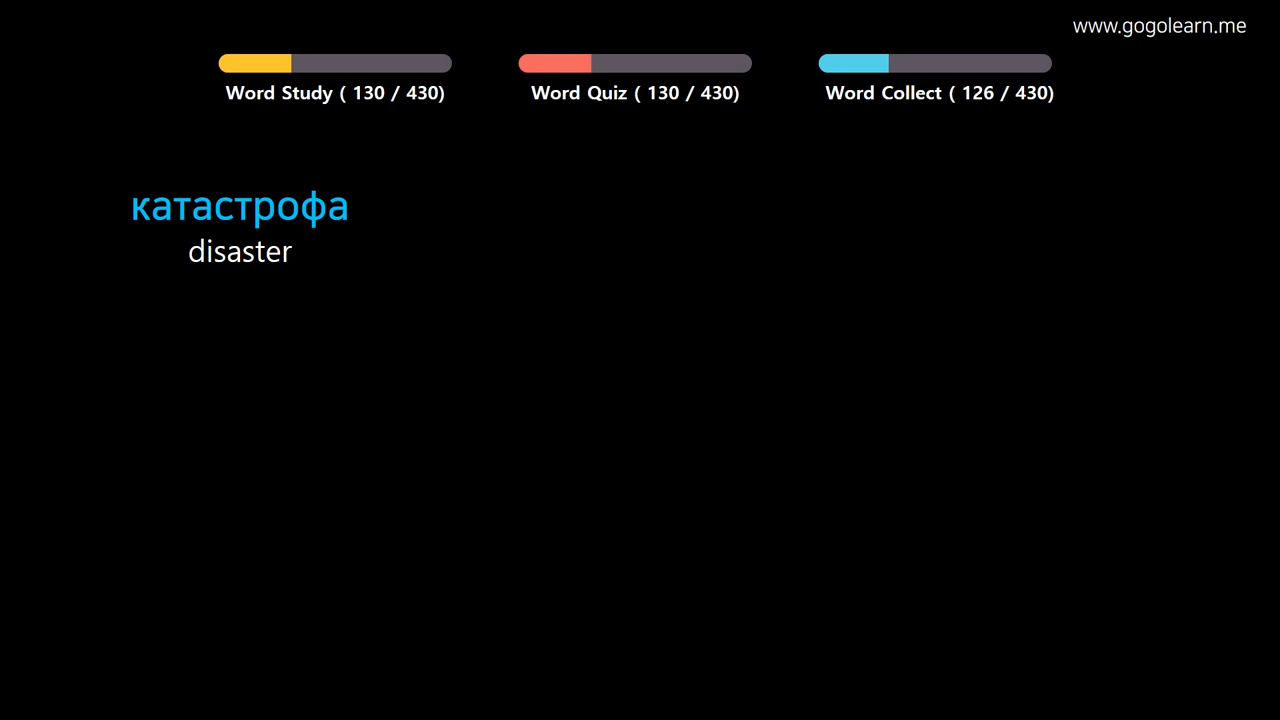 www.gogolearn.me
Word Study ( 130 / 430)
Word Quiz ( 130 / 430)
Word Collect ( 126 / 430)
катастрофа
disaster